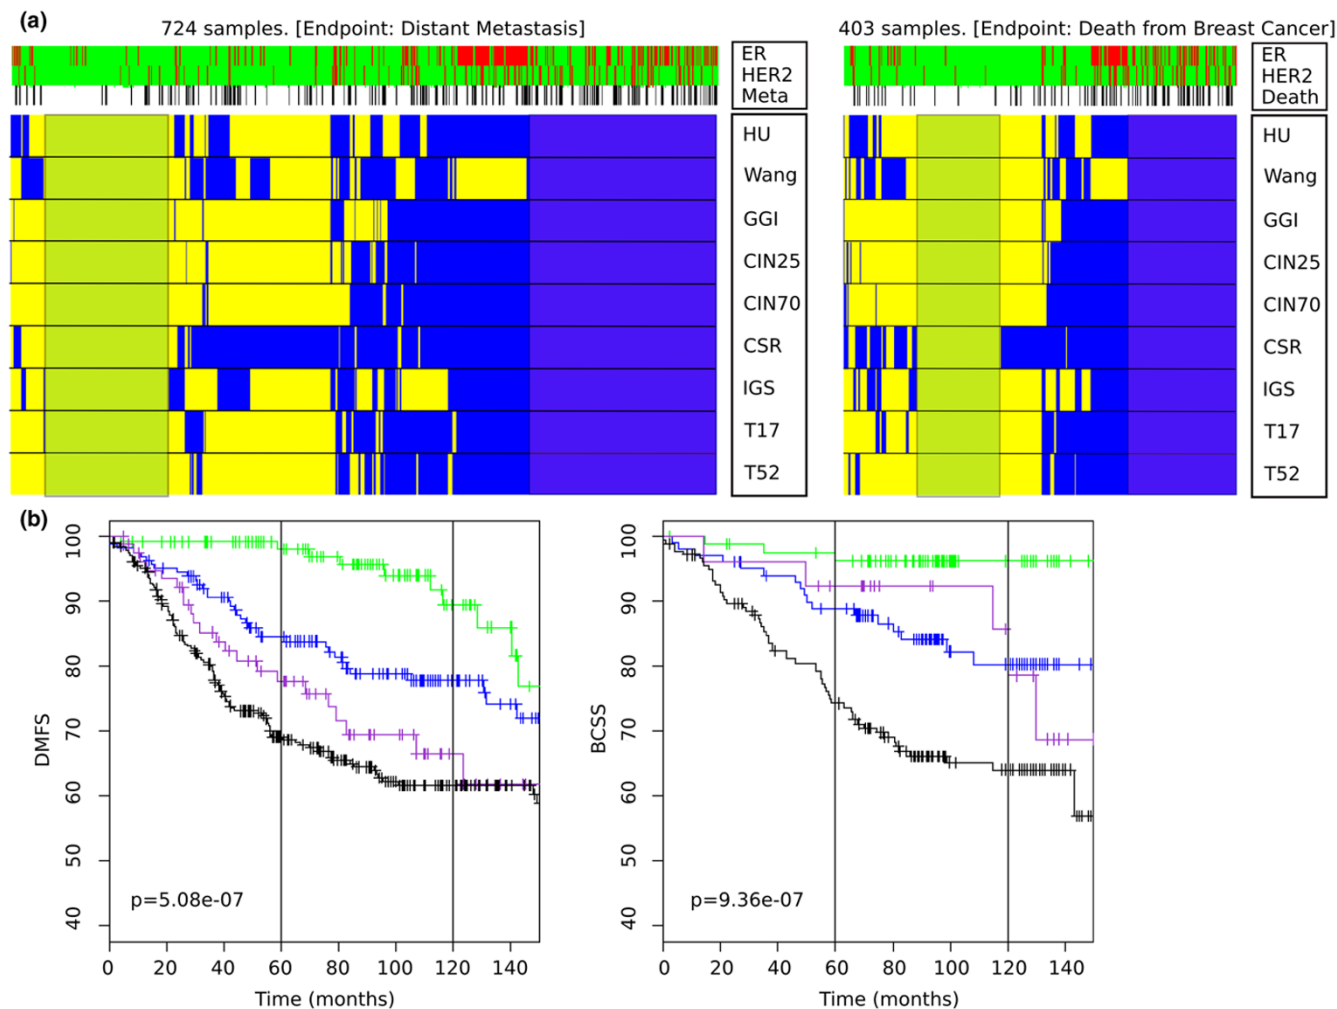 (a)
724 samples. [Endpoint: Distant Metastasis]
403 samples. [Endpoint: Death from Breast Cancer]
ER
HER2
Meta
HU
Wang
GGI
CIN25
CIN70
CSR
IGS
T17
T52
ER
HER2
Death
HU
Wang
GGI
CIN25
CIN70
CSR
IGS
T17
T52
(b)
DMFS
100
90
80
70
60
50
40
p=5.08e-07
0 20 40 60 80 100 120 140
Time (months)
BCSS
100
90
80
70
60
50
40
p=9.36e-07
0 20 40 60 80 100 120 140
Time (months)